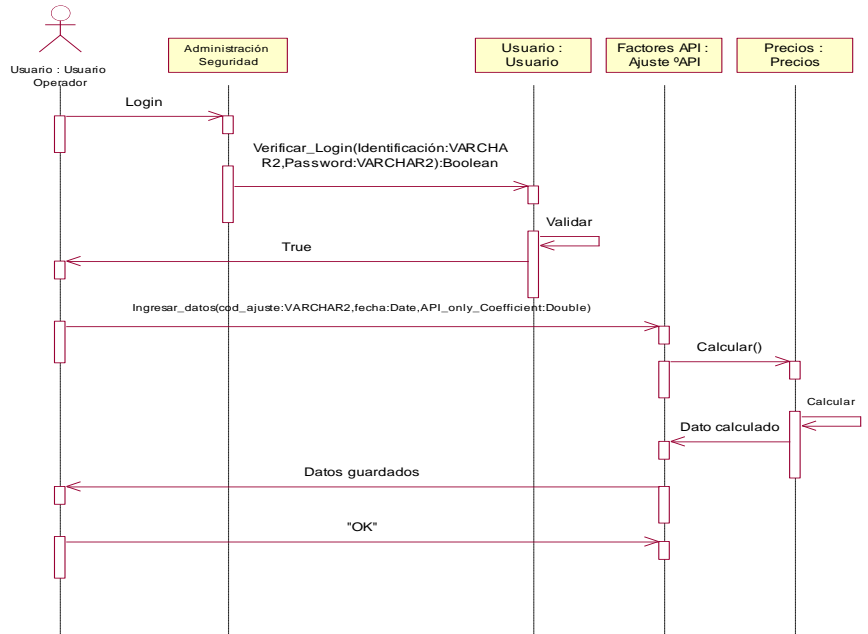 Usuario : Usuario
Operador
Administración
Seguridad
Usuario :
Usuario
Factores API :
Ajuste ºAPI
Precios :
Precios
Login
Verificar_Login(Identificación:VARCHA
R2,Password:VARCHAR2):Boolean
Validar
True
Ingresar_datos(cod_ajuste:VARCHAR2,fecha:Date,API_only_Coefficient:Double)
Calcular()
Calcular
Dato calculado
Datos guardados
"OK"